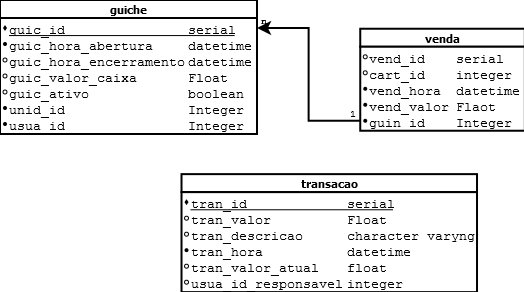 guiche
guic_id serial
guic_hora_abertura datetime
guic_hora_encerramento datetime
guic_valor_caixa Float
guic_ativo boolean
unid_id Integer
usua_id Integer
n
1
venda
vend_id serial
cart_id integer
vend_hora datetime
vend_valor Flaot
guin_id Integer
transacao
tran_id serial
tran_valor Float
tran_descricao character varyng
tran_hora datetime
tran_valor_atual float
usua_id_responsavel integer